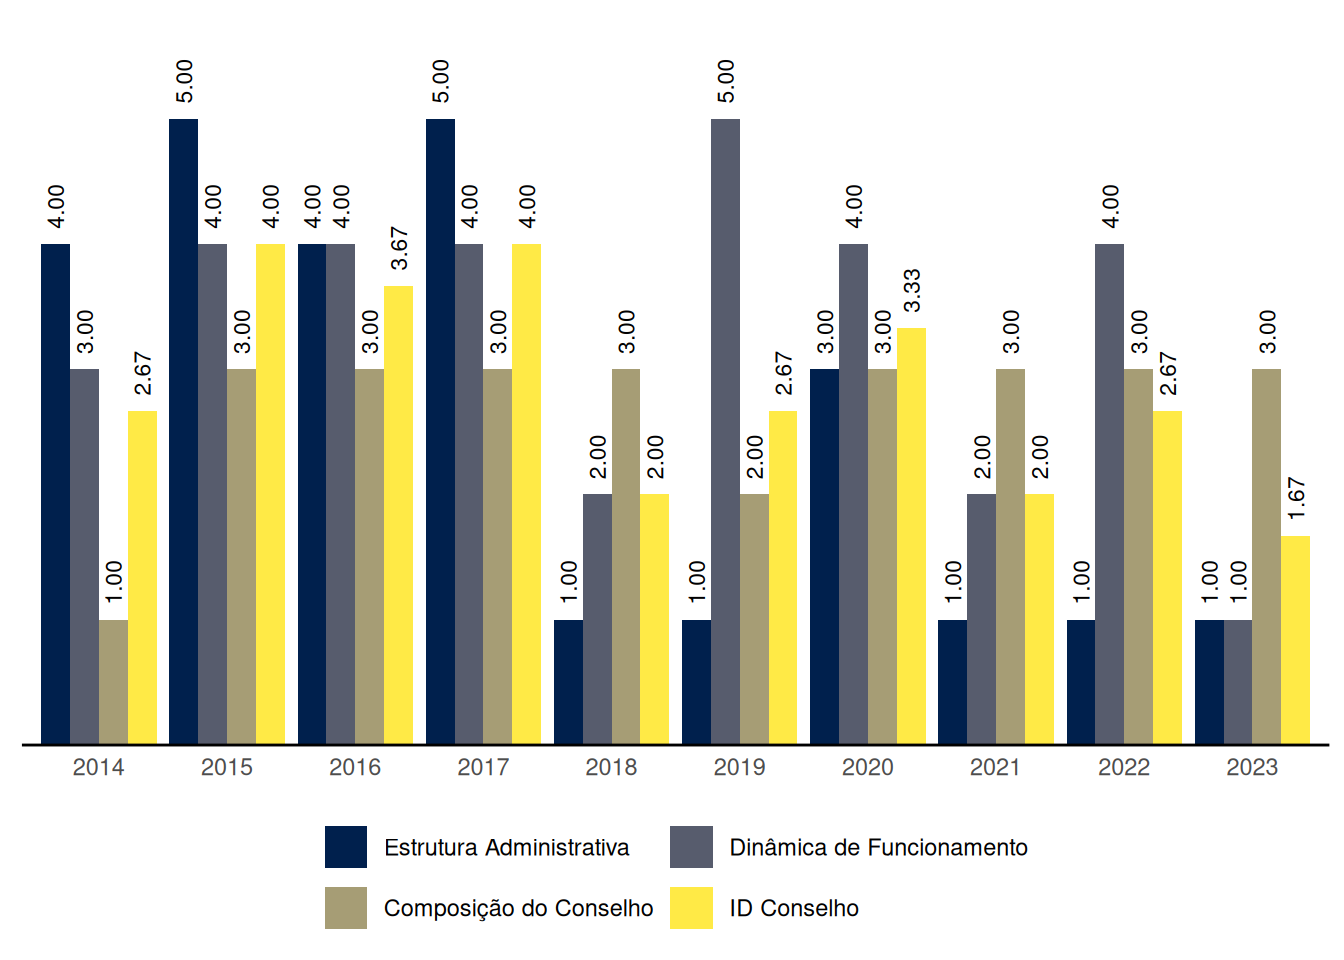 4.00 3.00 1.00 2.67
5.00 4.00 3.00 4.00
4.00 4.00 3.00 3.67
5.00 4.00 3.00 4.00
1.00 2.00 3.00 2.00
1.00 5.00 2.00 2.67
3.00 4.00 3.00 3.33
1.00 2.00 3.00 2.00
1.00 4.00 3.00 2.67
1.00 1.00 3.00 1.67
2014 2015 2016 2017 2018 2019 2020 2021 2022 2023
Estrutura Administrativa Dinâmica de Funcionamento
Composição do Conselho ID Conselho